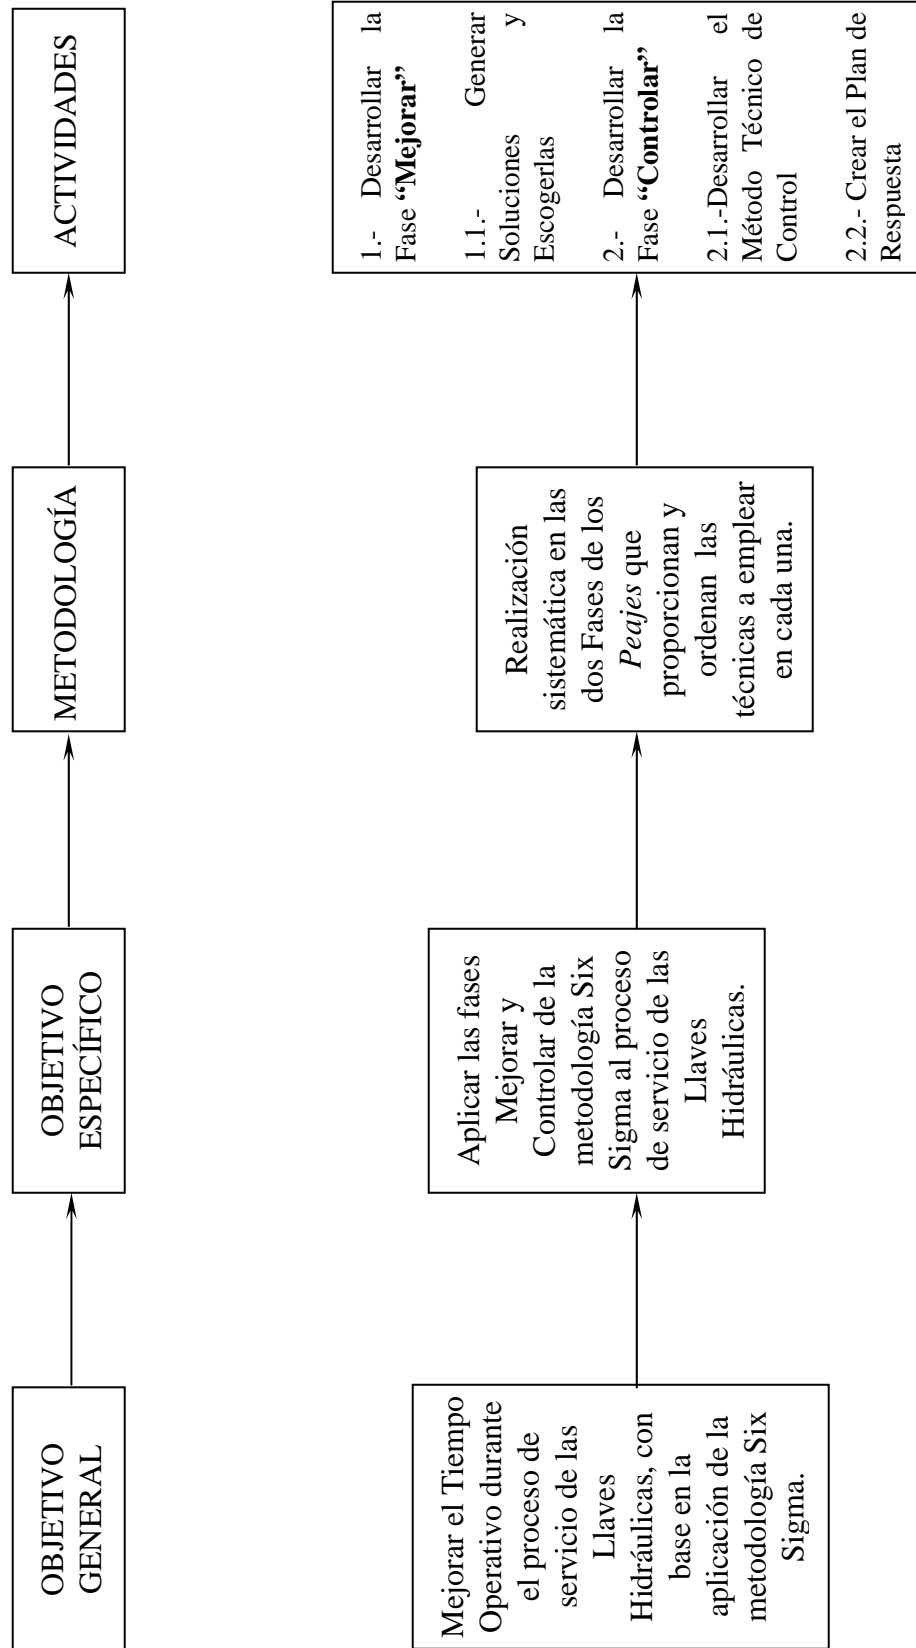 OBJETIVO
GENERAL
OBJETIVO
ESPECÍFICO
METODOLOGÍA
ACTIVIDADES
Mejorar el Tiempo
Operativo durante
el proceso de
servicio de las
Llaves
Hidráulicas, con
base en la
aplicación de la
metodología Six
Sigma.
Aplicar las fases
Mejorar y
Controlar de la
metodología Six
Sigma al proceso
de servicio de las
Llaves
Hidráulicas.
Realización
sistemática en las
dos Fases de los
Peajes que
proporcionan y
ordenan las
técnicas a emplear
en cada una.
1.- Desarrollar la
Fase “Mejorar”
1.1.- Generar
Soluciones y
Escogerlas
2.- Desarrollar la
Fase “Controlar”
2.1.-Desarrollar el
Método Técnico de
Control
2.2.- Crear el Plan de
Respuesta